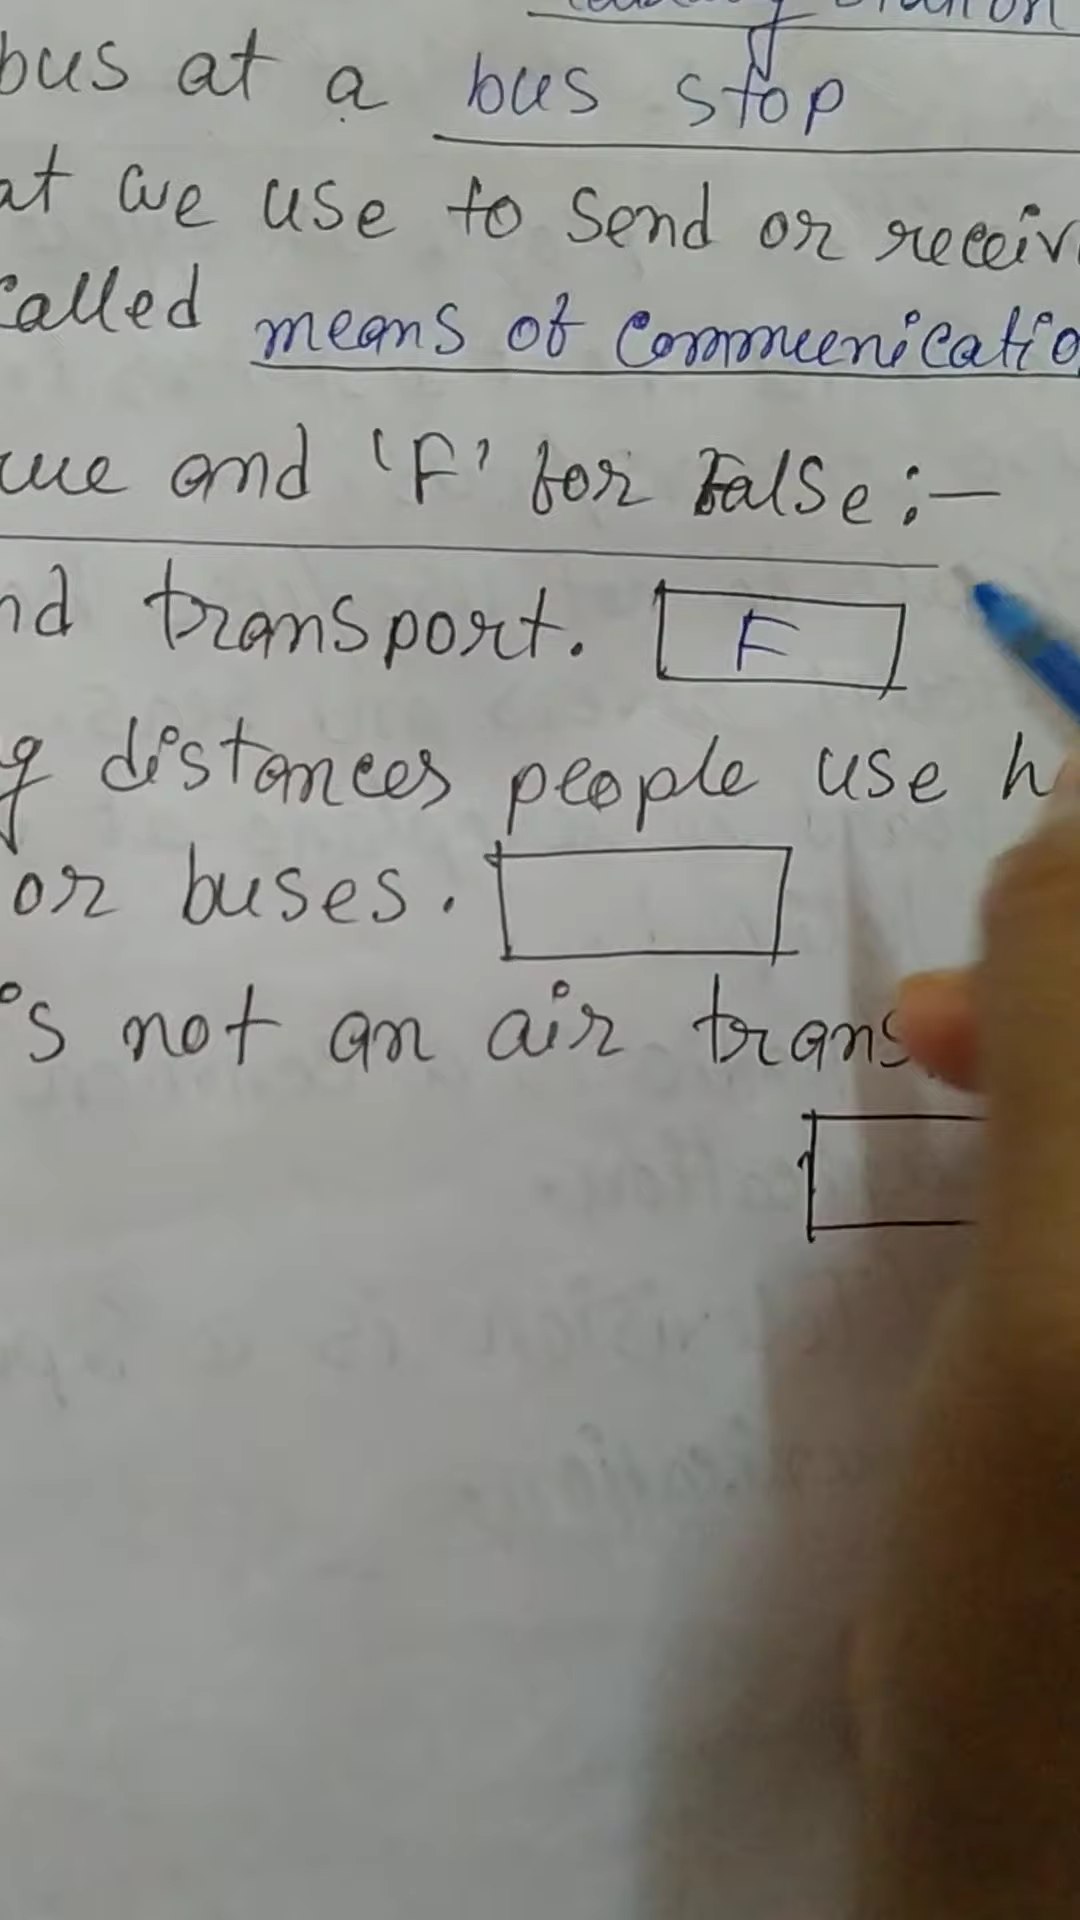 bus at a bus stop
at we use to send or receiv
called means of communicatio
ue and 'F' for False:-
nd transport. F
g distances people use h
or buses.
is not an air trans